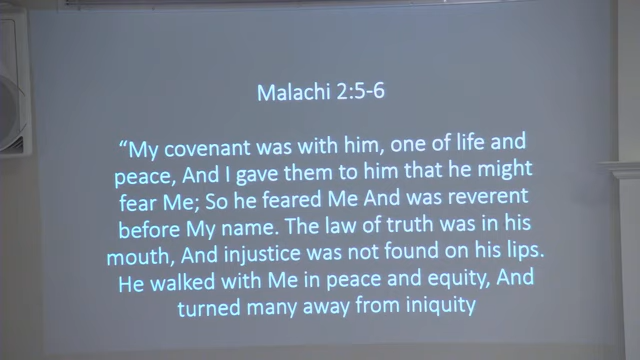 Malachi 2:5-6
“My covenant was with him, one of life and
peace, And I gave them to him that he might
fear Me; So he feared Me And was reverent
before My name. The law of truth was in his
mouth, And injustice was not found on his lips.
He walked with Me in peace and equity, And
turned many away from iniquity